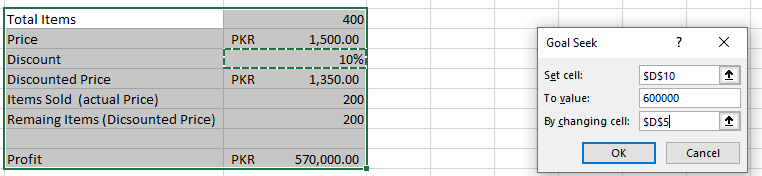 Total Items 400
Price PKR 1,500.00
Discount 10%
Discounted Price PKR 1,350.00
Items Sold (actual Price) 200
Remaing Items (Dicsounted Price) 200
Profit PKR 570,000.00
Goal Seek ? ×
Set cell: $D$10
To value: 600000
By changing cell: $D$5
OK Cancel